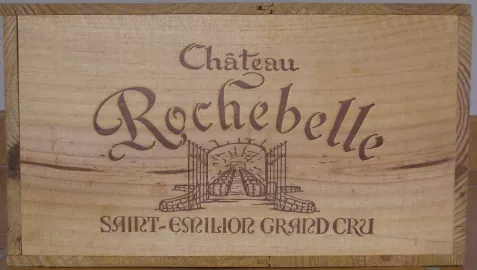 Château
Rochebelle
SAINT-EMILION GRAND CRU